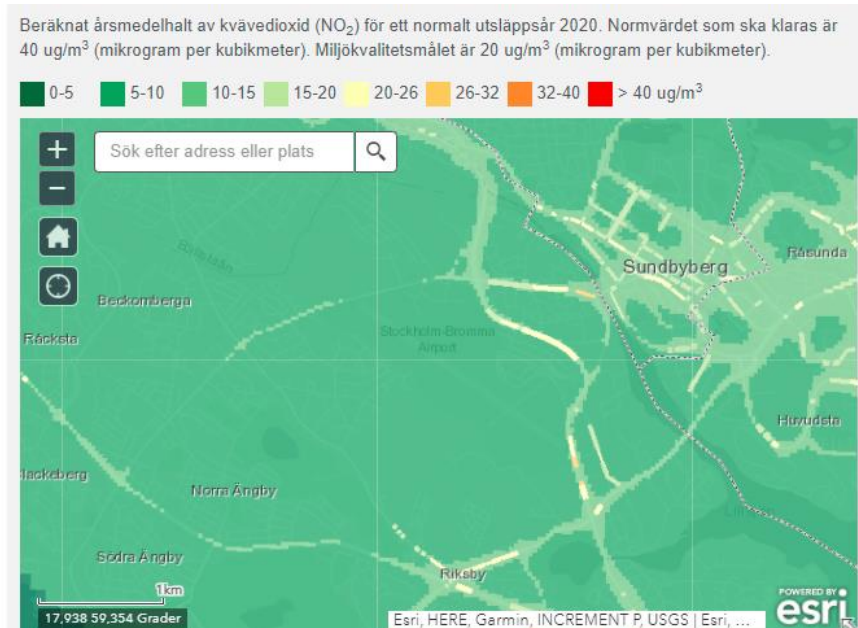 Beräknat årsmedelhalt av kvävedioxid (NO₂) för ett normalt utsläppsår 2020. Normvärdet som ska klaras är
40 ug/m³ (mikrogram per kubikmeter). Miljökvalitetsmålet är 20 ug/m³ (mikrogram per kubikmeter).
0-5 5-10 10-15 15-20 20-26 26-32 32-40 > 40 ug/m³
+
Sök efter adress eller plats
−
Sundbyberg
Råsunda
Beckomberga
Stockholm-Bromma
Airport
Råcksta
Huvudsta
Blackeberg
Norra Ängby
Södra Ängby
Riksby
1km
17,938 59,354 Grader
Esri, HERE, Garmin, INCREMENT P, USGS | Esri, ...
POWERED BY
esri